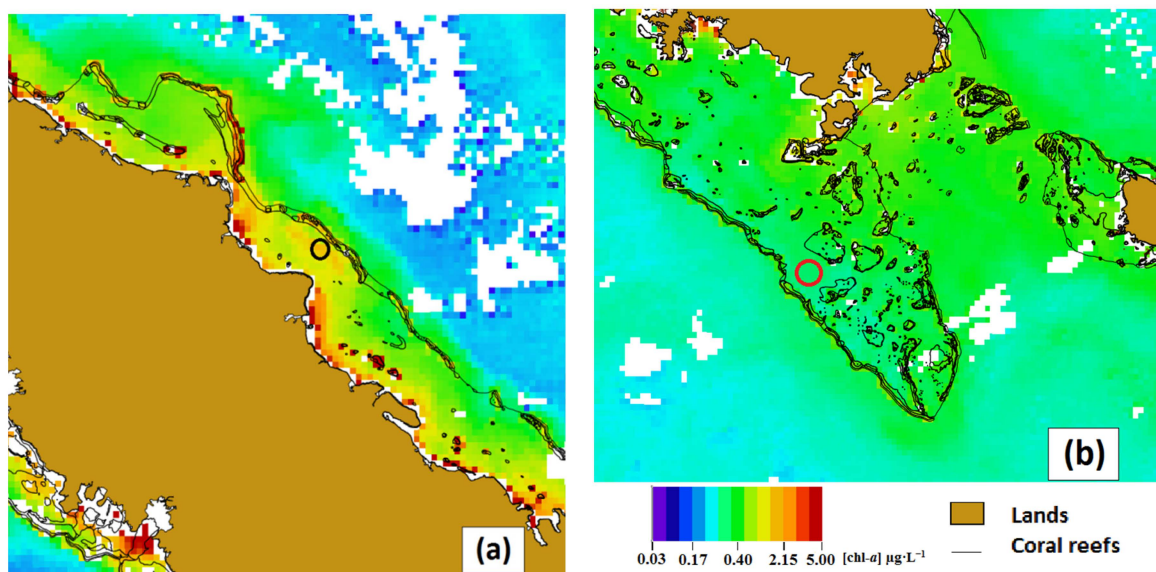 (a)
(b)
0.03 0.17 0.40 2.15 5.00 [chl-a] µg·L⁻¹
Lands
Coral reefs